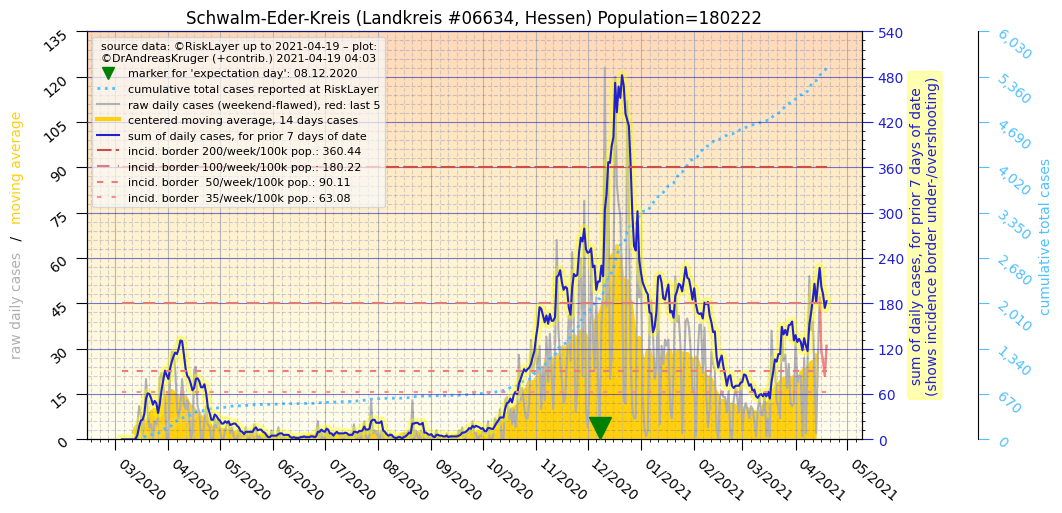 Schwalm-Eder-Kreis (Landkreis #06634, Hessen) Population=180222
source data: ©RiskLayer up to 2021-04-19 – plot:
©DrAndreasKruger (+contrib.) 2021-04-19 04:03
marker for 'expectation day': 08.12.2020
cumulative total cases reported at RiskLayer
raw daily cases (weekend-flawed), red: last 5
centered moving average, 14 days cases
sum of daily cases, for prior 7 days of date
incid. border 200/week/100k pop.: 360.44
incid. border 100/week/100k pop.: 180.22
incid. border  50/week/100k pop.: 90.11
incid. border  35/week/100k pop.: 63.08
raw daily cases / moving average
135
120
105
90
75
60
45
30
15
0
03/2020
04/2020
05/2020
06/2020
07/2020
08/2020
09/2020
10/2020
11/2020
12/2020
01/2021
02/2021
03/2021
04/2021
05/2021
540
480
420
360
300
240
180
120
60
0
sum of daily cases, for prior 7 days of date
(shows incidence border under-/overshooting)
6,030
5,360
4,690
4,020
3,350
2,680
2,010
1,340
670
0
cumulative total cases